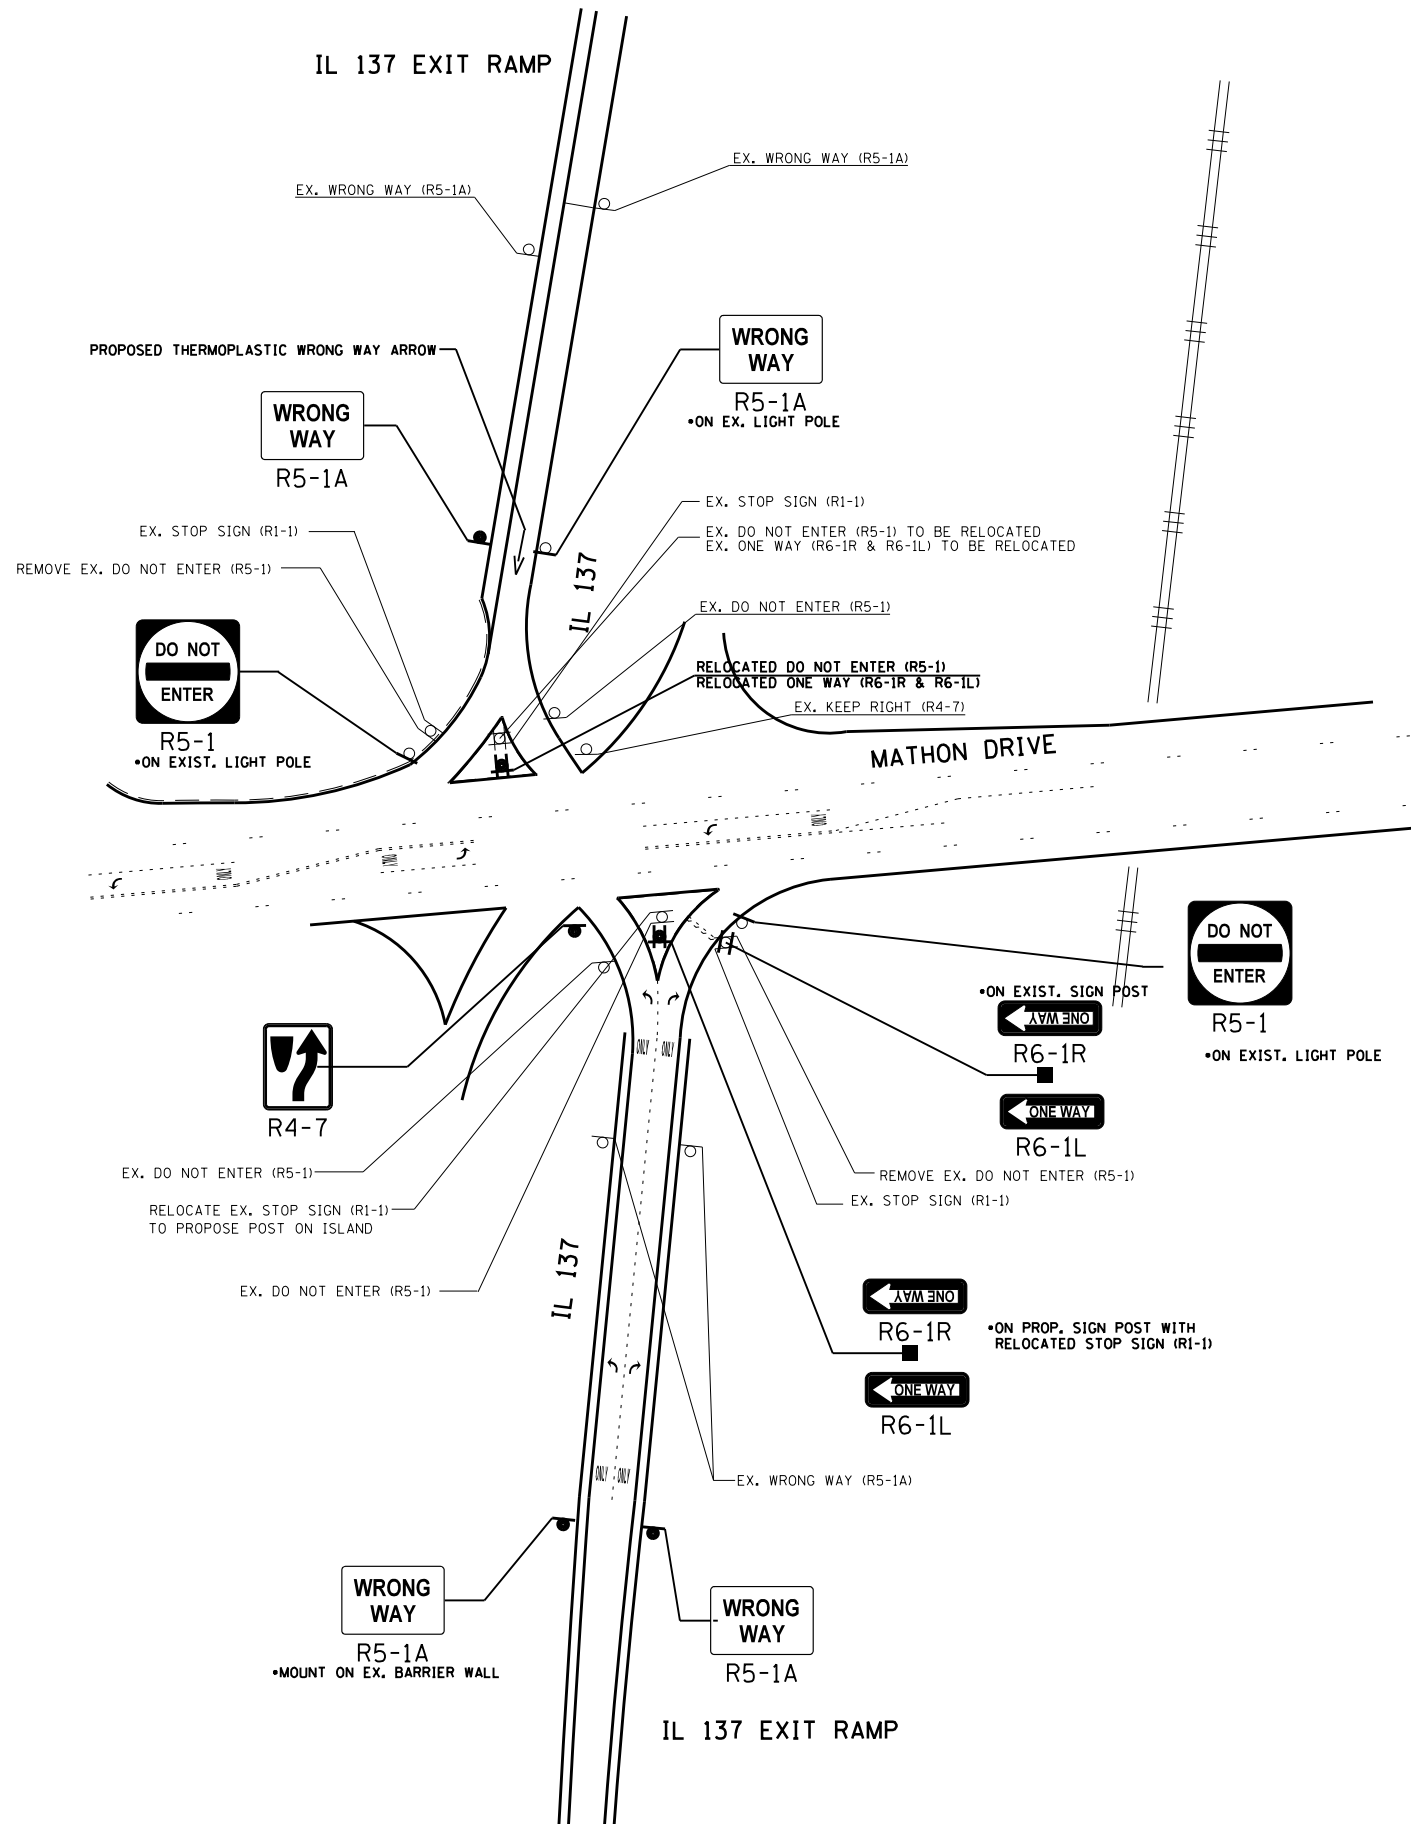 IL 137 EXIT RAMP
EX. WRONG WAY (R5-1A)
EX. WRONG WAY (R5-1A)
PROPOSED THERMOPLASTIC WRONG WAY ARROW
WRONG
WAY
R5-1A
•ON EX. LIGHT POLE
WRONG
WAY
R5-1A
EX. STOP SIGN (R1-1)
EX. STOP SIGN (R1-1)
EX. DO NOT ENTER (R5-1) TO BE RELOCATED
EX. ONE WAY (R6-1R & R6-1L) TO BE RELOCATED
REMOVE EX. DO NOT ENTER (R5-1)
IL 137
EX. DO NOT ENTER (R5-1)
DO NOT
ENTER
R5-1
•ON EXIST. LIGHT POLE
RELOCATED DO NOT ENTER (R5-1)
RELOCATED ONE WAY (R6-1R & R6-1L)
EX. KEEP RIGHT (R4-7)
MATHON DRIVE
ONLY
ONLY
ONLY
DO NOT
ENTER
R5-1
•ON EXIST. LIGHT POLE
•ON EXIST. SIGN POST
ONE WAY
R6-1R
ONE WAY
R6-1L
ONLY
ONLY
R4-7
EX. DO NOT ENTER (R5-1)
REMOVE EX. DO NOT ENTER (R5-1)
EX. STOP SIGN (R1-1)
RELOCATE EX. STOP SIGN (R1-1)
TO PROPOSE POST ON ISLAND
IL 137
EX. DO NOT ENTER (R5-1)
ONE WAY
R6-1R
•ON PROP. SIGN POST WITH
RELOCATED STOP SIGN (R1-1)
ONE WAY
R6-1L
ONLY
ONLY
EX. WRONG WAY (R5-1A)
WRONG
WAY
R5-1A
•MOUNT ON EX. BARRIER WALL
WRONG
WAY
R5-1A
IL 137 EXIT RAMP